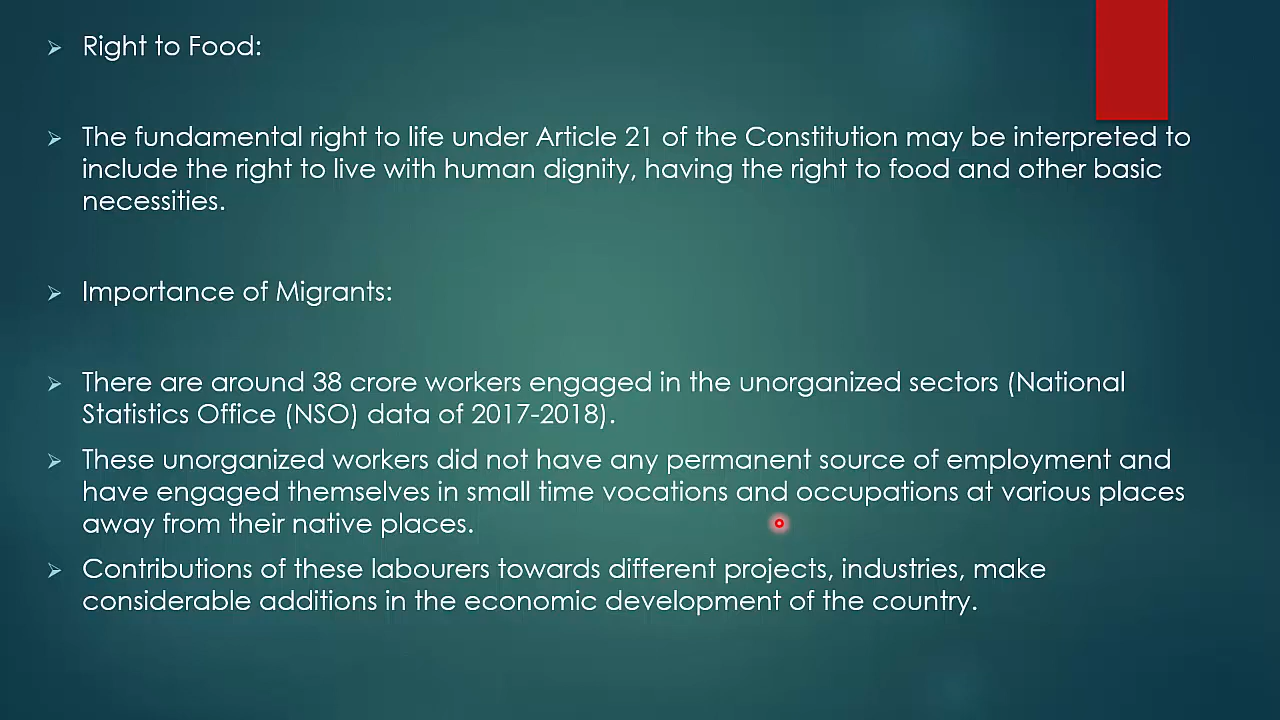 Right to Food:
The fundamental right to life under Article 21 of the Constitution may be interpreted to
include the right to live with human dignity, having the right to food and other basic
necessities.
Importance of Migrants:
There are around 38 crore workers engaged in the unorganized sectors (National
Statistics Office (NSO) data of 2017-2018).
These unorganized workers did not have any permanent source of employment and
have engaged themselves in small time vocations and occupations at various places
away from their native places.
Contributions of these labourers towards different projects, industries, make
considerable additions in the economic development of the country.